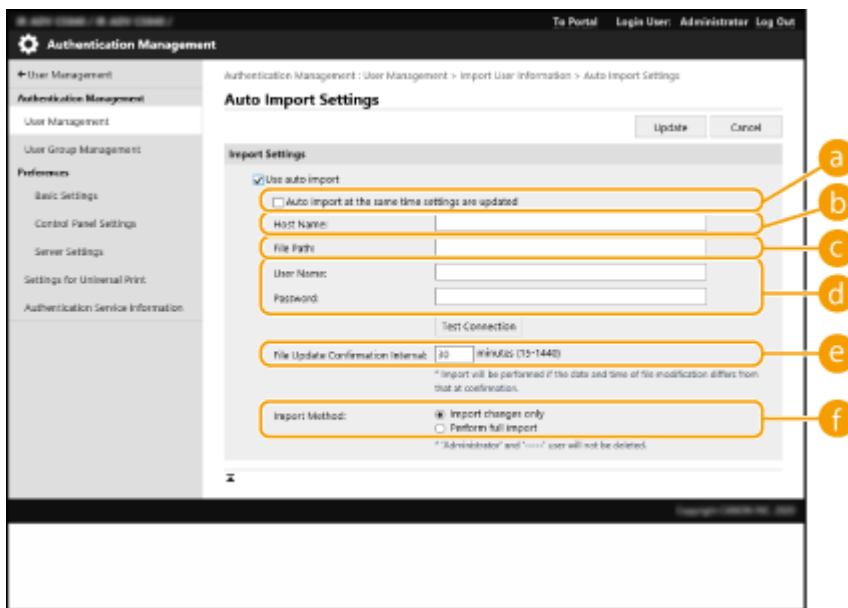 To Portal Login User: Administrator Log Out
Authentication Management
User Management
Authentication Management
User Management
User Group Management
Preferences
Basic Settings
Control Panel Settings
Server Settings
Settings for Universal Print
Authentication Service Information
Authentication Management : User Management > Import User Information > Auto Import Settings
Auto Import Settings
Update Cancel
Import Settings
Use auto import
Auto import at the same time settings are updated
a
Host Name:
b
File Path:
c
User Name:
Password:
d
Test Connection
File Update Confirmation Interval: 30 minutes (15-1440)
e
* Import will be performed if the date and time of file modification differs from
that at confirmation.
Import Method: Import changes only
Perform full import
f
* "Administrator" and "-----" user will not be deleted.